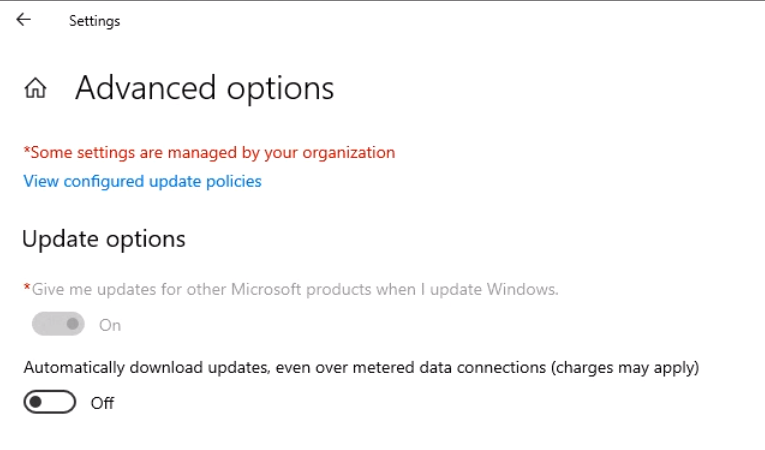 Settings
Advanced options
*Some settings are managed by your organization
View configured update policies
Update options
*Give me updates for other Microsoft products when I update Windows.
On
Automatically download updates, even over metered data connections (charges may apply)
Off